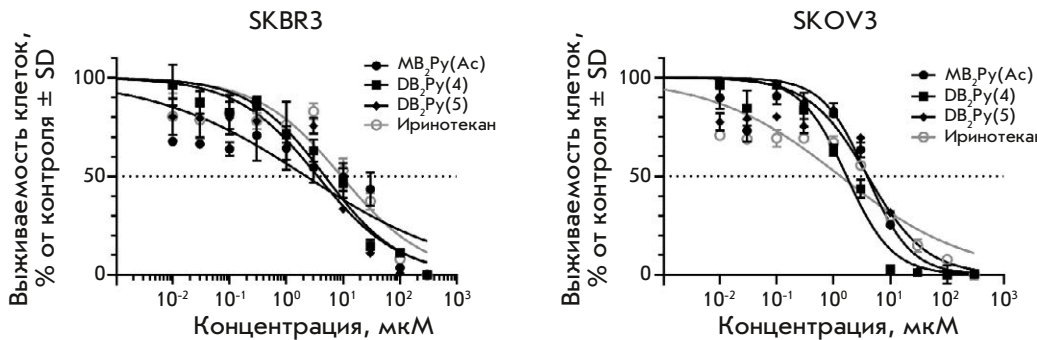 SKBR3
Выживаемость клеток,
% от контроля ± SD
100
50
0
10⁻² 10⁻¹ 10⁰ 10¹ 10² 10³
Концентрация, мкМ
MB₂Py(Ac)
DB₂Py(4)
DB₂Py(5)
Иринотекан
SKOV3
Выживаемость клеток,
% от контроля ± SD
100
50
0
10⁻² 10⁻¹ 10⁰ 10¹ 10² 10³
Концентрация, мкМ
MB₂Py(Ac)
DB₂Py(4)
DB₂Py(5)
Иринотекан